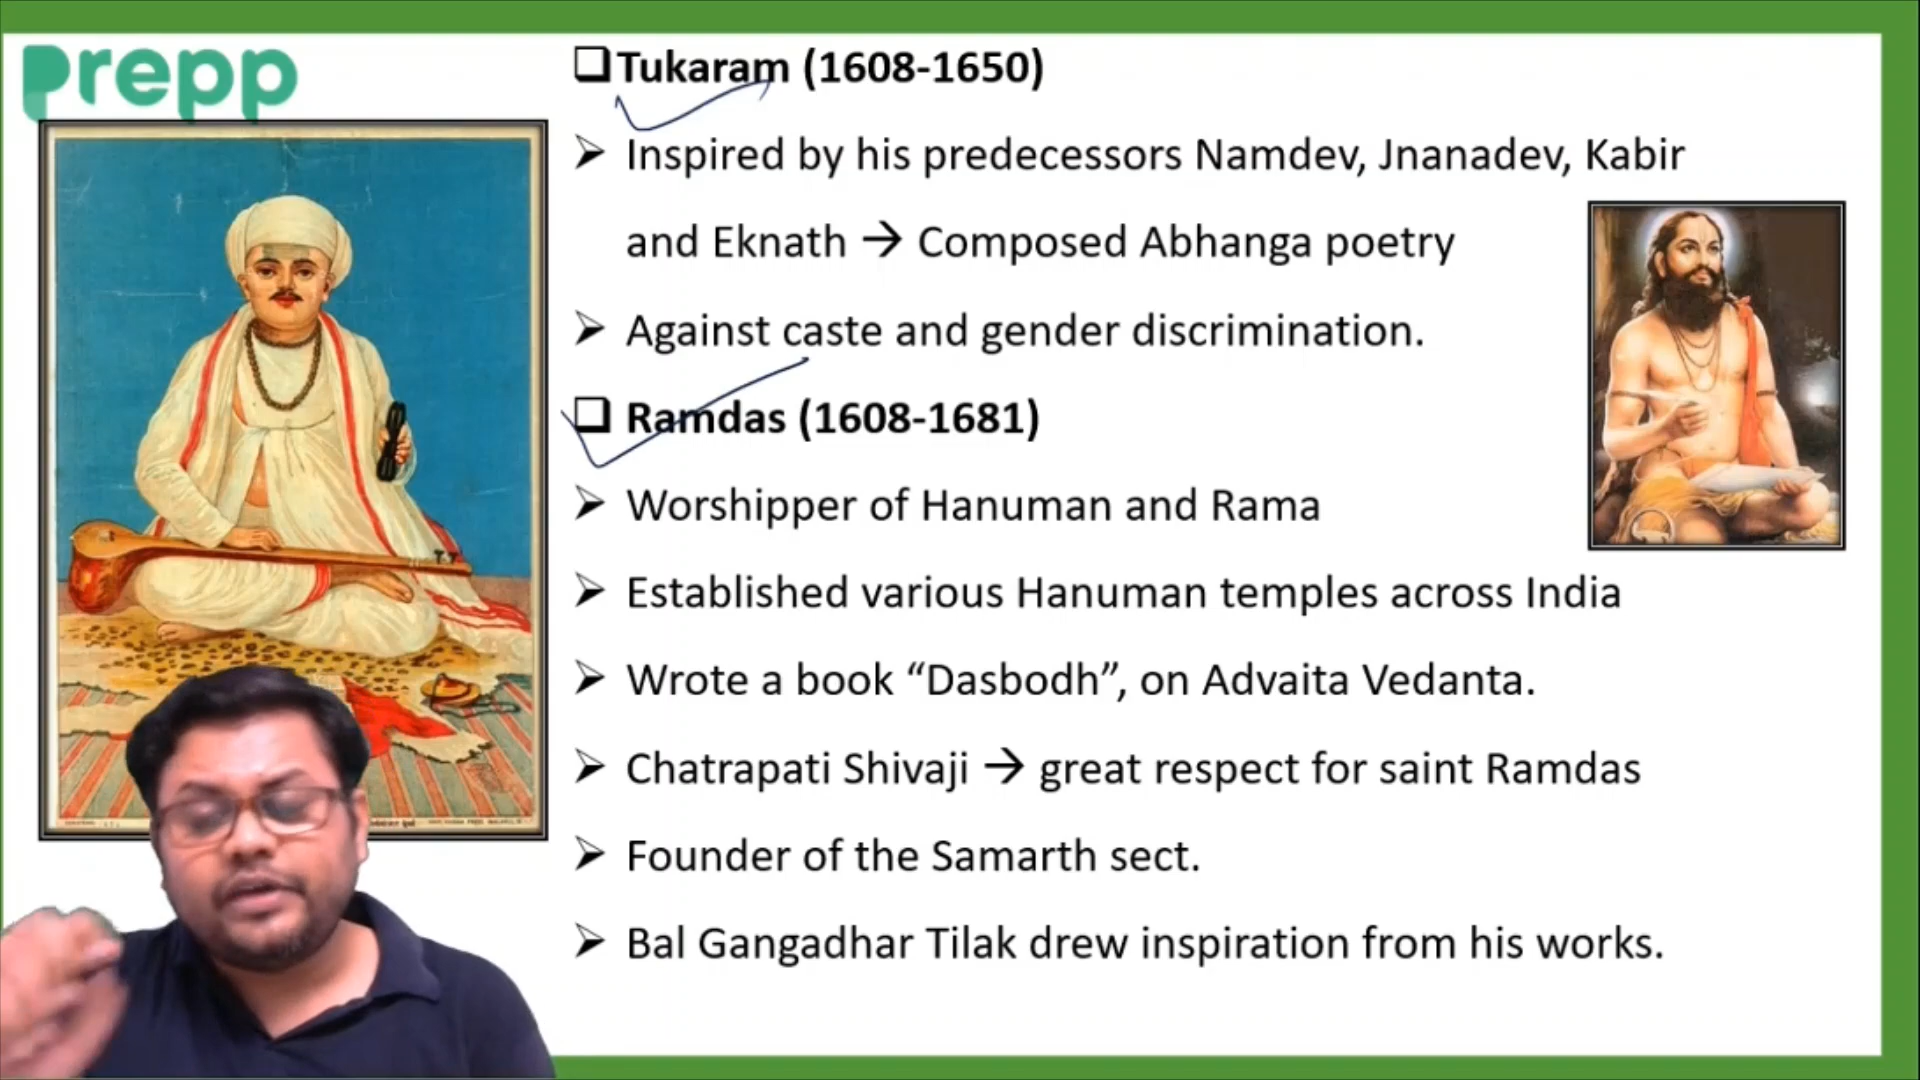 prepp
❑Tukaram (1608-1650)
➢ Inspired by his predecessors Namdev, Jnanadev, Kabir
and Eknath → Composed Abhanga poetry
➢ Against caste and gender discrimination.
❑ Ramdas (1608-1681)
➢ Worshipper of Hanuman and Rama
➢ Established various Hanuman temples across India
➢ Wrote a book “Dasbodh”, on Advaita Vedanta.
➢ Chatrapati Shivaji → great respect for saint Ramdas
➢ Founder of the Samarth sect.
➢ Bal Gangadhar Tilak drew inspiration from his works.